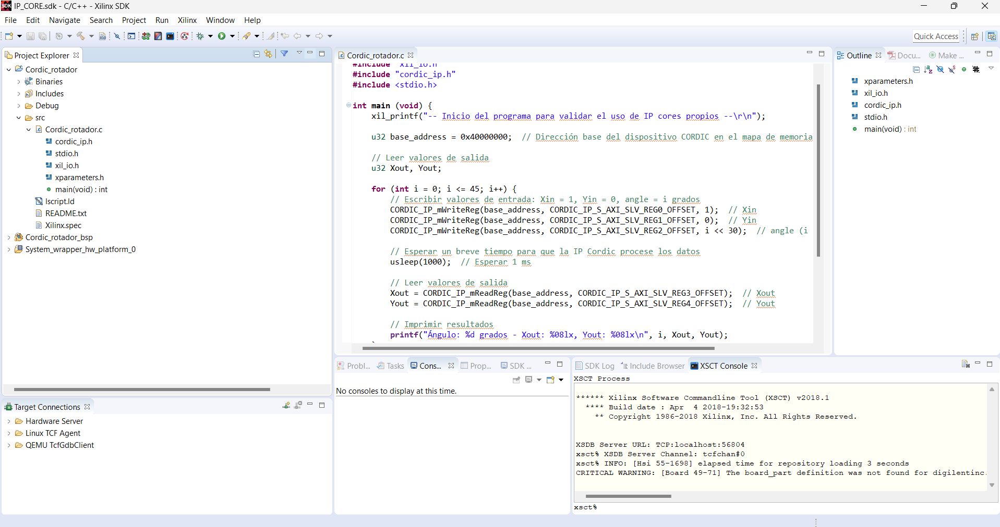 IP_CORE.sdk - C/C++ - Xilinx SDK
File Edit Navigate Search Project Run Xilinx Window Help
Quick Access
Project Explorer
Cordic_rotador
Binaries
Includes
Debug
src
Cordic_rotador.c
cordic_ip.h
stdio.h
xil_io.h
xparameters.h
main(void) : int
lscript.ld
README.txt
Xilinx.spec
Cordic_rotador_bsp
System_wrapper_hw_platform_0
Target Connections
Hardware Server
Linux TCF Agent
QEMU TcfGdbClient
Cordic_rotador.c
#include "xil_io.h"
#include "cordic_ip.h"
#include <stdio.h>
int main (void) {
xil_printf("-- Inicio del programa para validar el uso de IP cores propios --\r\n");
u32 base_address = 0x40000000; // Dirección base del dispositivo CORDIC en el mapa de memoria
// Leer valores de salida
u32 Xout, Yout;
for (int i = 0; i <= 45; i++) {
// Escribir valores de entrada: Xin = 1, Yin = 0, angle = i grados
CORDIC_IP_mWriteReg(base_address, CORDIC_IP_S_AXI_SLV_REG0_OFFSET, 1); // Xin
CORDIC_IP_mWriteReg(base_address, CORDIC_IP_S_AXI_SLV_REG1_OFFSET, 0); // Yin
CORDIC_IP_mWriteReg(base_address, CORDIC_IP_S_AXI_SLV_REG2_OFFSET, i << 30); // angle (i
// Esperar un breve tiempo para que la IP Cordic procese los datos
usleep(1000); // Esperar 1 ms
// Leer valores de salida
Xout = CORDIC_IP_mReadReg(base_address, CORDIC_IP_S_AXI_SLV_REG3_OFFSET); // Xout
Yout = CORDIC_IP_mReadReg(base_address, CORDIC_IP_S_AXI_SLV_REG4_OFFSET); // Yout
// Imprimir resultados
printf("Ángulo: %d grados - Xout: %08lx, Yout: %08lx\n", i, Xout, Yout);
Outline Docu... Make ...
xparameters.h
xil_io.h
cordic_ip.h
stdio.h
main(void) : int
Probl... Tasks Cons... Prop... SDK ...
No consoles to display at this time.
SDK Log Include Browser XSCT Console
XSCT Process
****** Xilinx Software Commandline Tool (XSCT) v2018.1
**** Build date : Apr 4 2018-19:32:53
** Copyright 1986-2018 Xilinx, Inc. All Rights Reserved.
XSDB Server URL: TCP:localhost:56804
xsct% XSDB Server Channel: tcfchan#0
xsct% INFO: [Hsi 55-1698] elapsed time for repository loading 3 seconds
CRITICAL WARNING: [Board 49-71] The board_part definition was not found for digilentinc.
xsct%